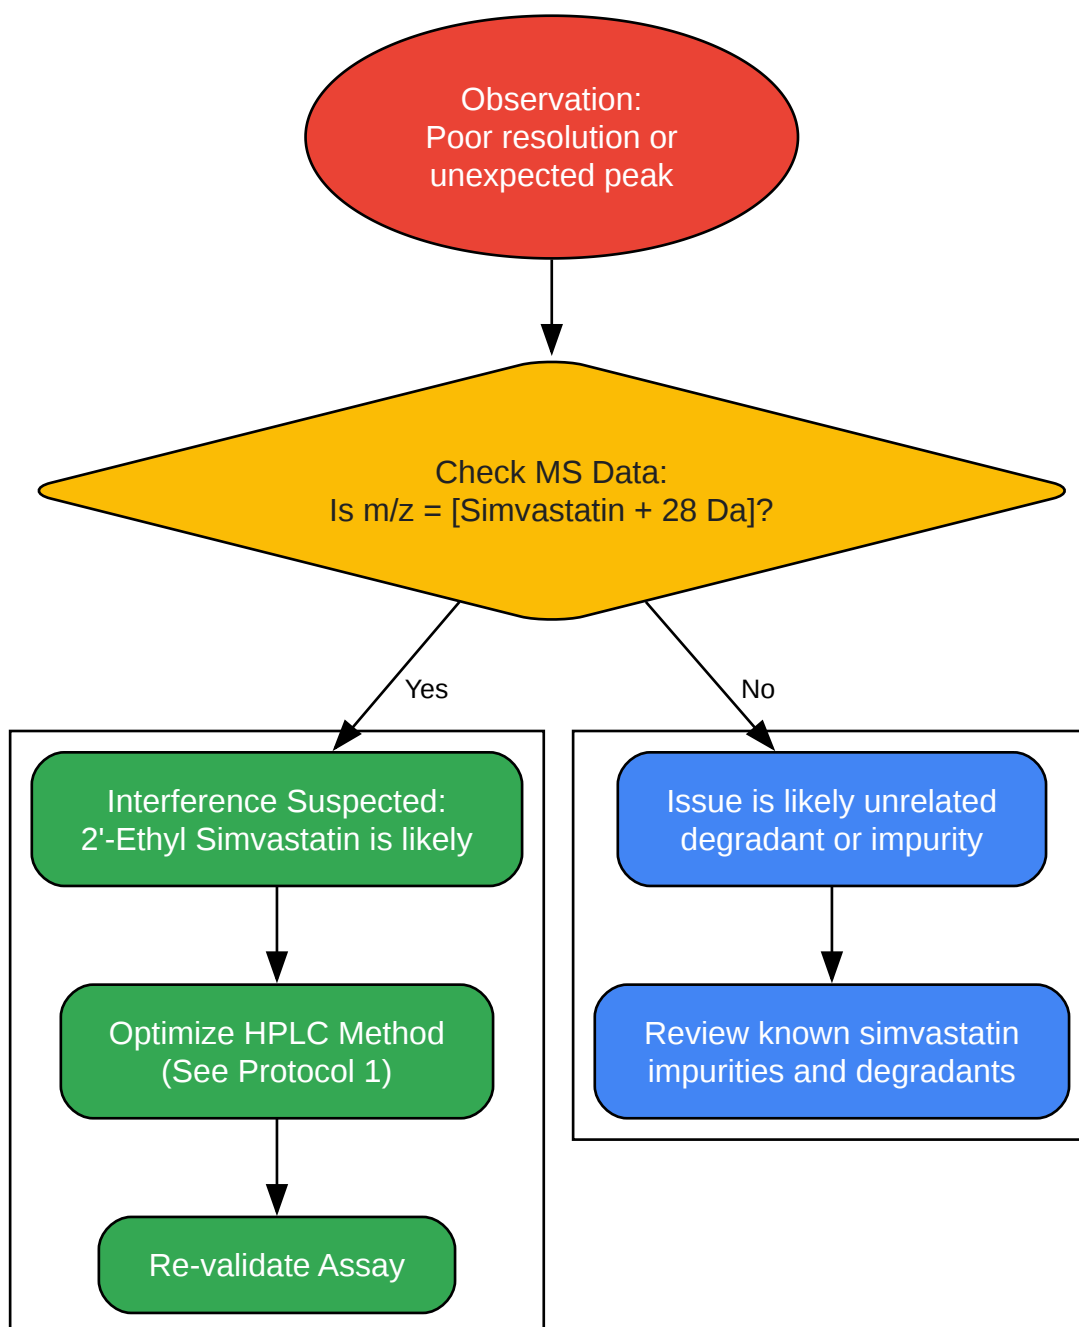 Observation:
Poor resolution or
unexpected peak
Check MS Data:
Is m/z = [Simvastatin + 28 Da]?
Yes
No
Interference Suspected:
2'-Ethyl Simvastatin is likely
Issue is likely unrelated
degradant or impurity
Optimize HPLC Method
(See Protocol 1)
Review known simvastatin
impurities and degradants
Re-validate Assay